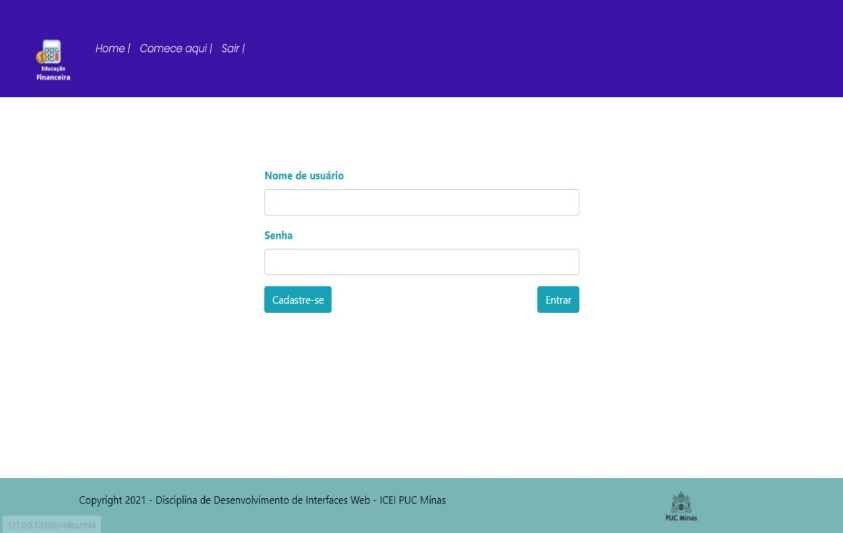 Home | Comece aqui | Sair |
Educação
Financeira
Nome de usuário
Senha
Cadastre-se Entrar
Copyright 2021 - Disciplina de Desenvolvimento de Interfaces Web - ICEI PUC Minas
PUC Minas
127.0.0.1:5500/index.html